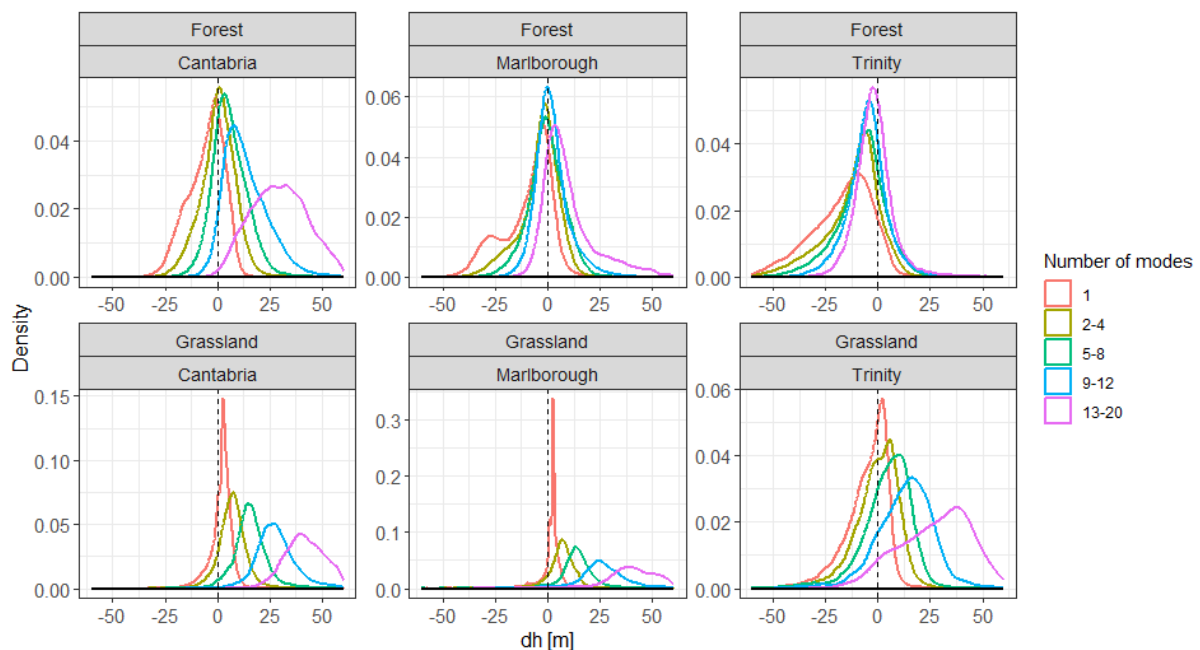 Forest Forest Forest
Cantabria Marlborough Trinity
0.04
0.02
0.00
0.06
0.04
0.02
0.00
0.04
0.02
0.00
-50 -25 0 25 50
-50 -25 0 25 50
-50 -25 0 25 50
Density
Grassland Grassland Grassland
Cantabria Marlborough Trinity
0.15
0.10
0.05
0.00
0.3
0.2
0.1
0.0
0.06
0.04
0.02
0.00
-50 -25 0 25 50
-50 -25 0 25 50
-50 -25 0 25 50
dh [m]
Number of modes
1
2-4
5-8
9-12
13-20